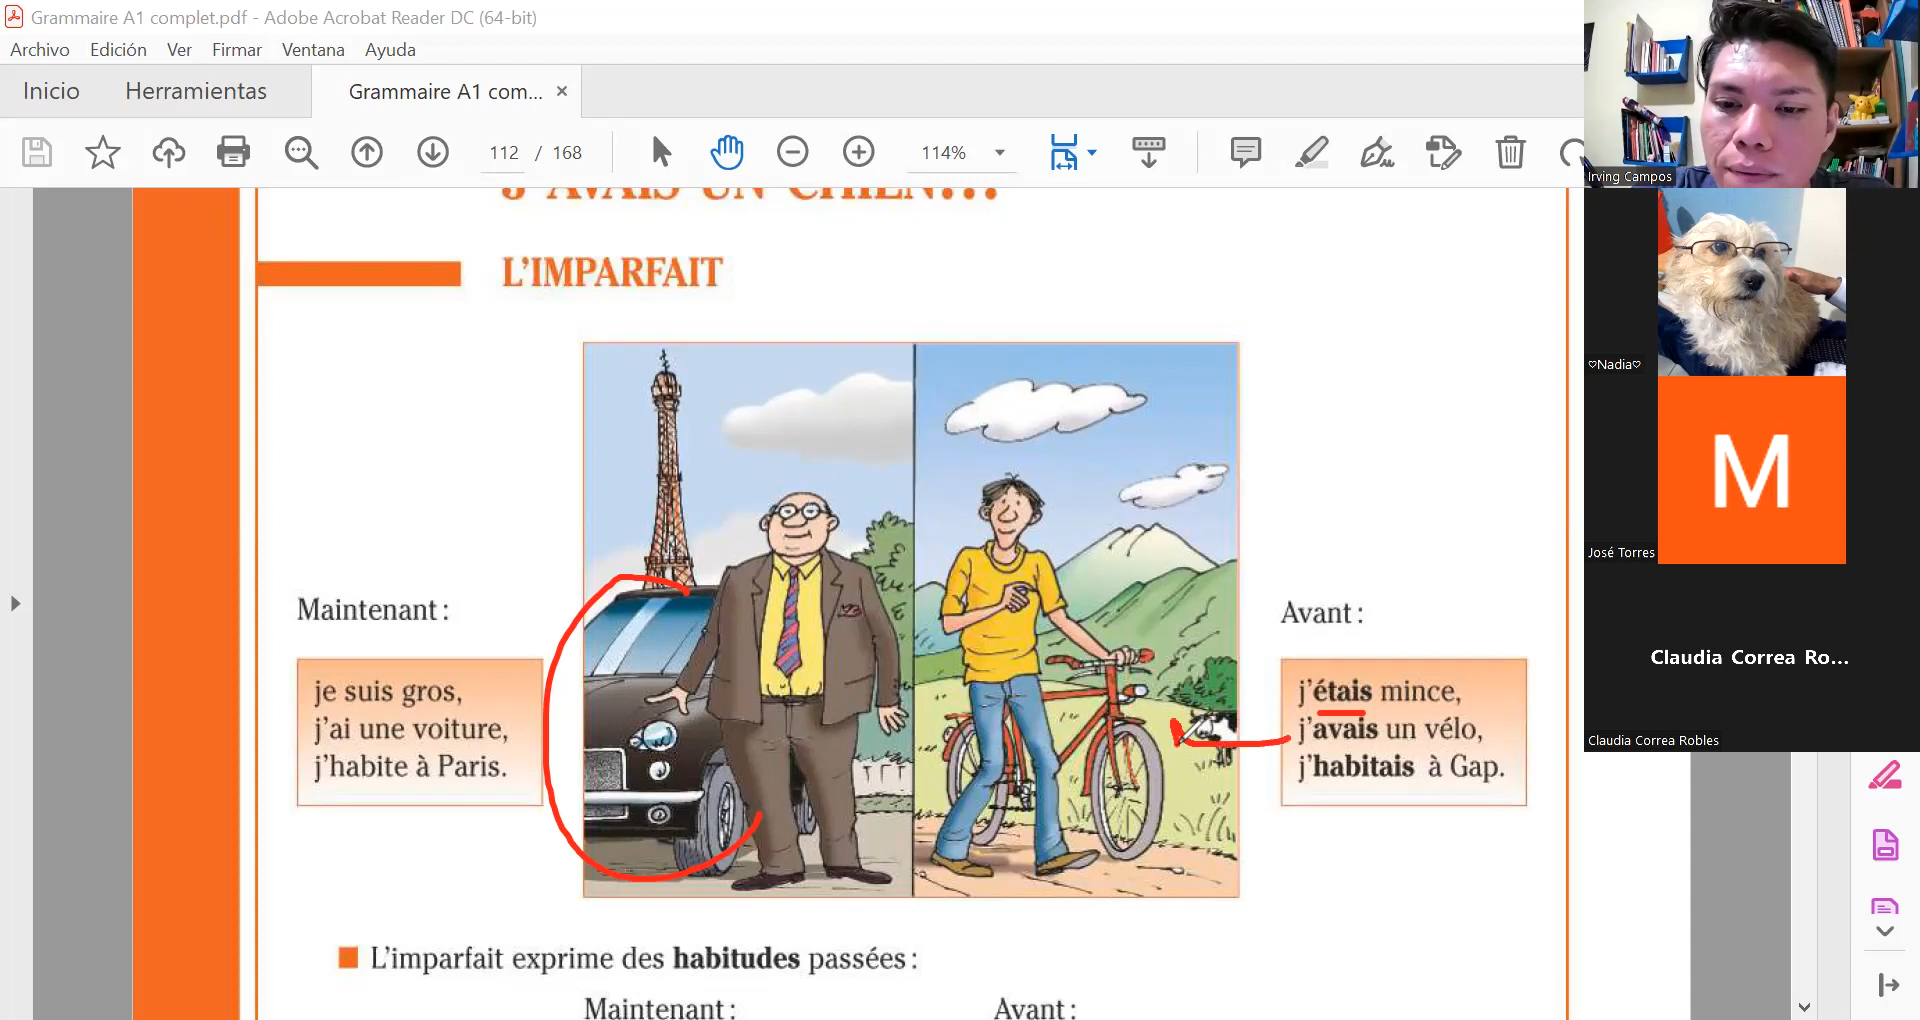 Grammaire A1 complet.pdf - Adobe Acrobat Reader DC (64-bit)
Archivo Edición Ver Firmar Ventana Ayuda
Inicio Herramientas Grammaire A1 com... ×
112 / 168 114%
J'AVAIS UN CHIEN...
L'IMPARFAIT
Maintenant :
je suis gros,
j'ai une voiture,
j'habite à Paris.
Avant :
j'étais mince,
j'avais un vélo,
j'habitais à Gap.
L'imparfait exprime des habitudes passées :
Maintenant : Avant :
Irving Campos
♡Nadia♡
M
José Torres
Claudia Correa Ro...
Claudia Correa Robles